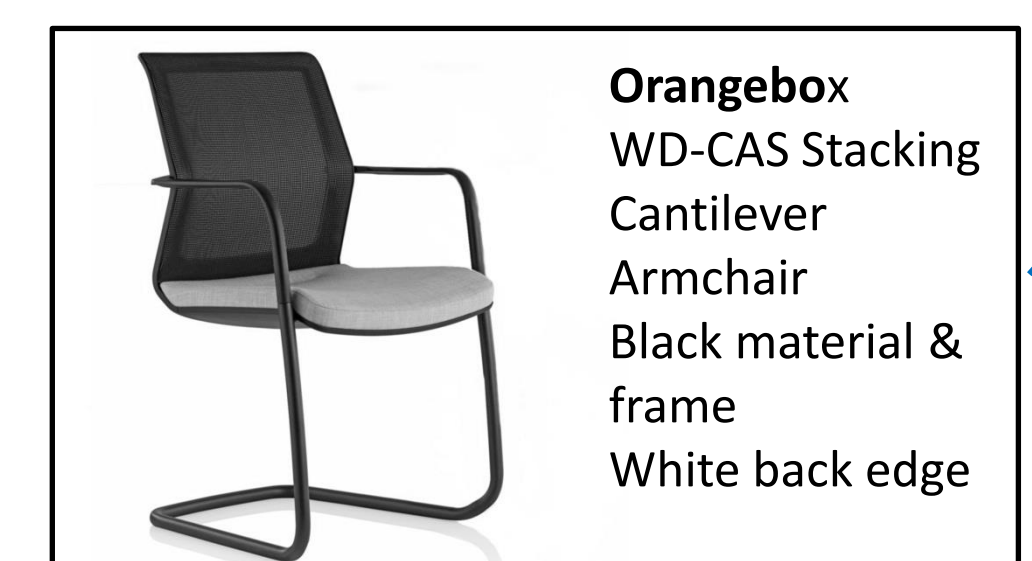 Orangebox
WD-CAS Stacking
Cantilever
Armchair
Black material &
frame
White back edge